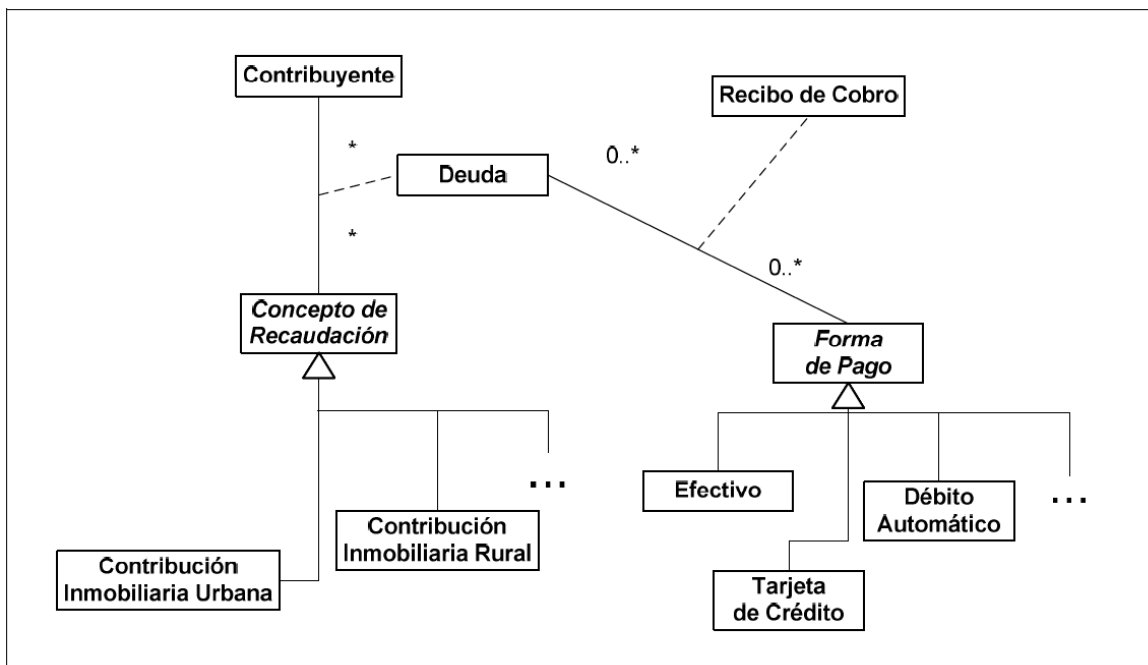 Contribuyente
Recibo de Cobro
*
0..*
Deuda
*
0..*
Concepto de
Recaudación
Forma
de Pago
...
Efectivo
Débito
Automático
...
Contribución
Inmobiliaria Rural
Contribución
Inmobiliaria Urbana
Tarjeta
de Crédito